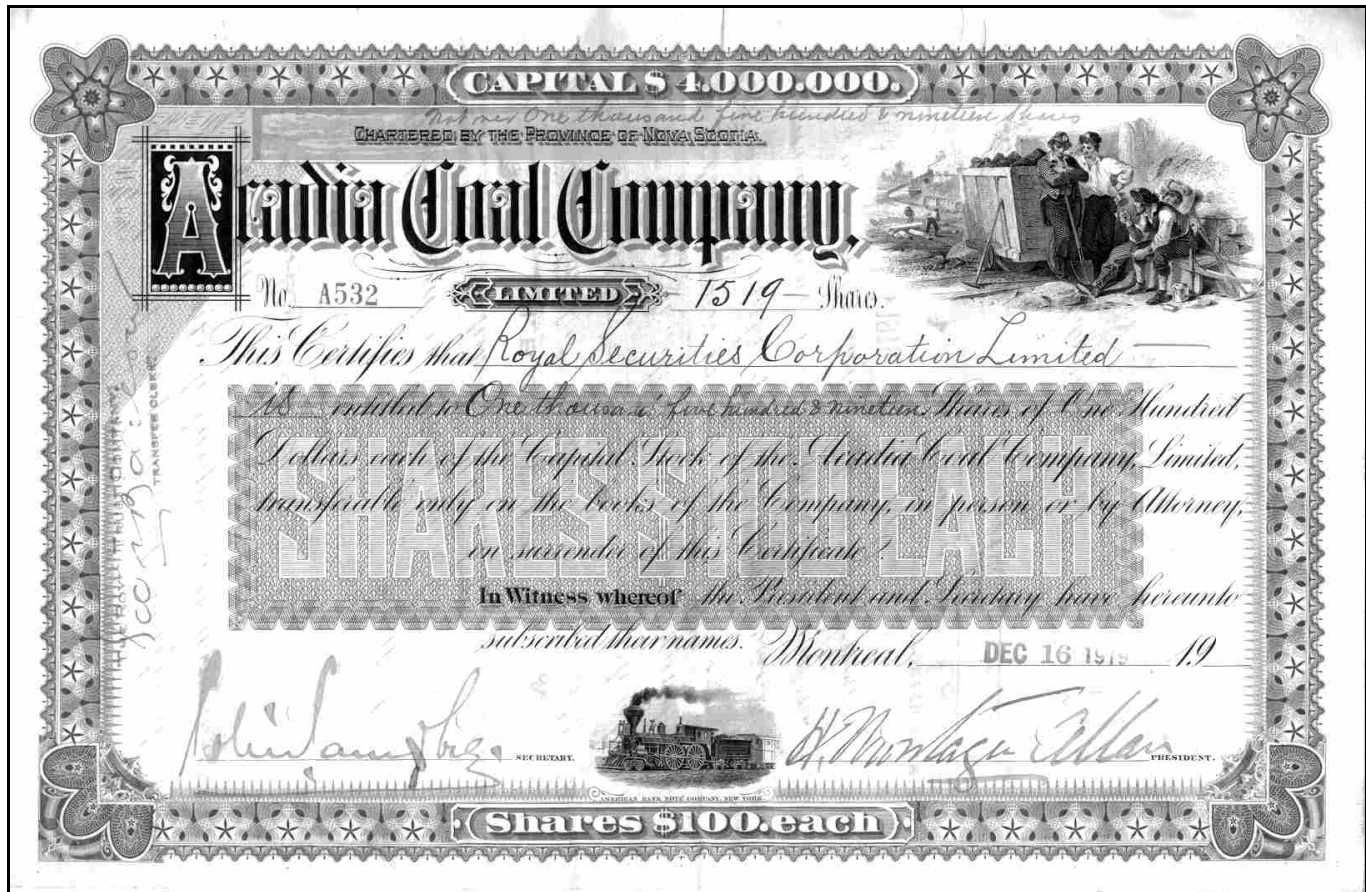 CAPITAL $ 4.000.000.
Not over One thousand five hundred & nineteen shares
CHARTERED BY THE PROVINCE OF NOVA SCOTIA.
Acadia Coal Company,
No. A532 LIMITED 1519 — Shares.
This Certifies that Royal Securities Corporation Limited —
is entitled to One thousand five hundred & nineteen Shares of One Hundred
Dollars each of the Capital Stock of the Acadia Coal Company, Limited,
transferable only on the books of the Company, in person or by Attorney,
on surrender of this Certificate.
In Witness whereof the President and Secretary have hereunto
subscribed their names. Montreal, DEC 16 1919 19
SHARES $100 EACH
TRANSFER CLERK
SECRETARY.
H. Montagu Allan PRESIDENT.
AMERICAN BANK NOTE COMPANY, NEW YORK.
Shares $100.each